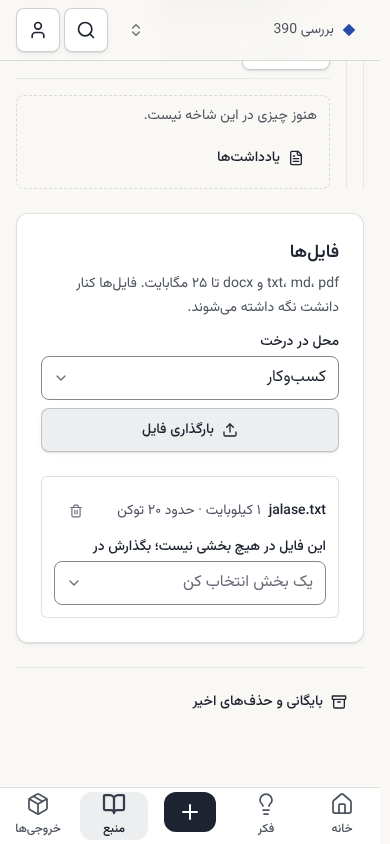 بررسی 390
هنوز چیزی در این شاخه نیست.
یادداشت‌ها
فایل‌ها
txt، md، pdf و docx تا ۲۵ مگابایت. فایل‌ها کنار
دانشت نگه داشته می‌شوند.
محل در درخت
کسب‌وکار
بارگذاری فایل
jalase.txt ۱ کیلوبایت · حدود ۲۰ توکن
این فایل در هیچ بخشی نیست؛ بگذارش در
یک بخش انتخاب کن
بایگانی و حذف‌های اخیر
خانه
فکر
منبع
خروجی‌ها